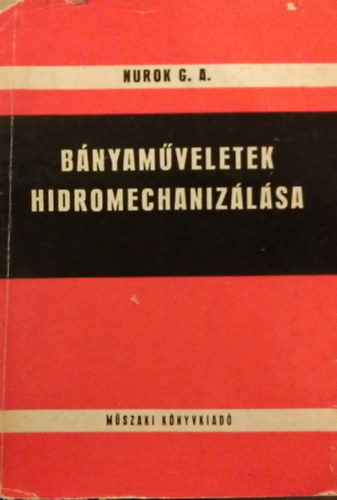 NUROK G. A.
BÁNYAMŰVELETEK
HIDROMECHANIZÁLÁSA
MŰSZAKI KÖNYVKIADÓ